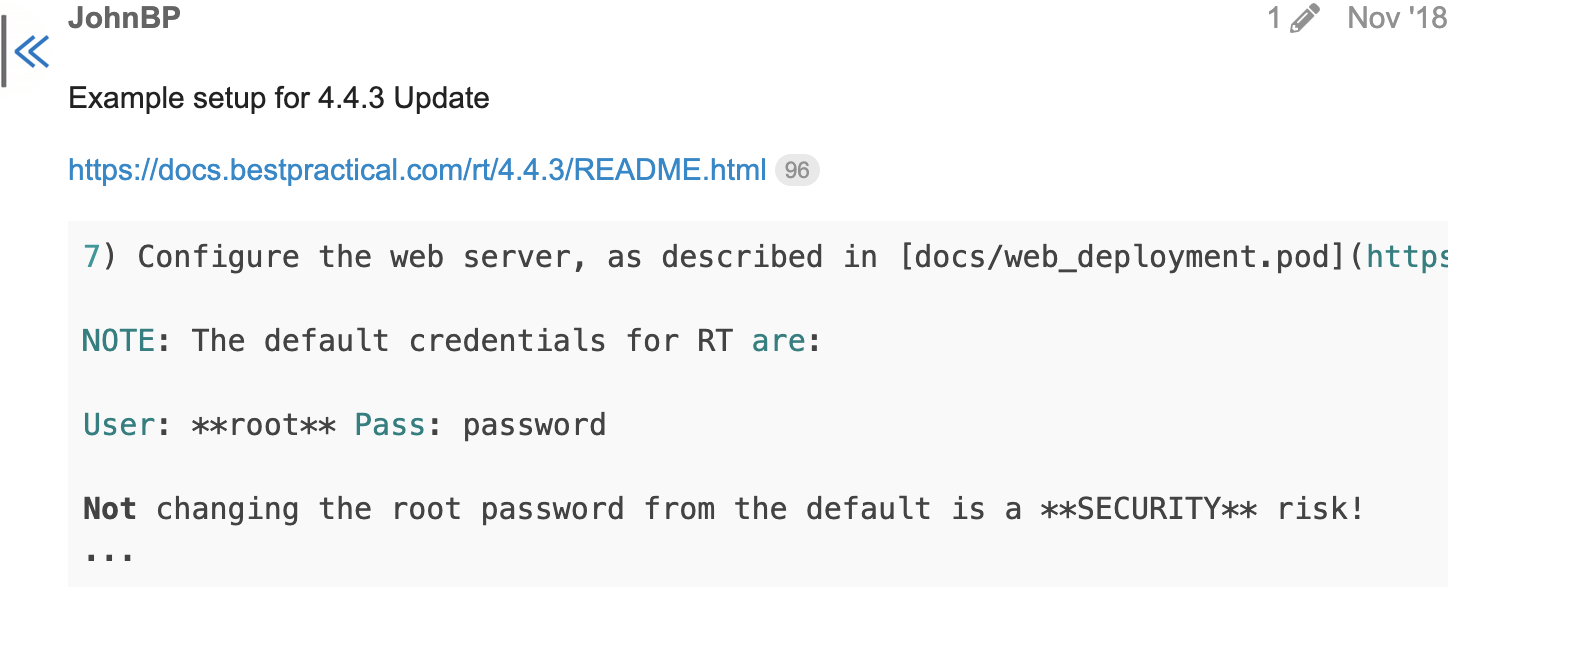 JohnBP
1 Nov '18
Example setup for 4.4.3 Update
https://docs.bestpractical.com/rt/4.4.3/README.html 96
7) Configure the web server, as described in [docs/web_deployment.pod](https
NOTE: The default credentials for RT are:
User: **root** Pass: password
Not changing the root password from the default is a **SECURITY** risk!
...